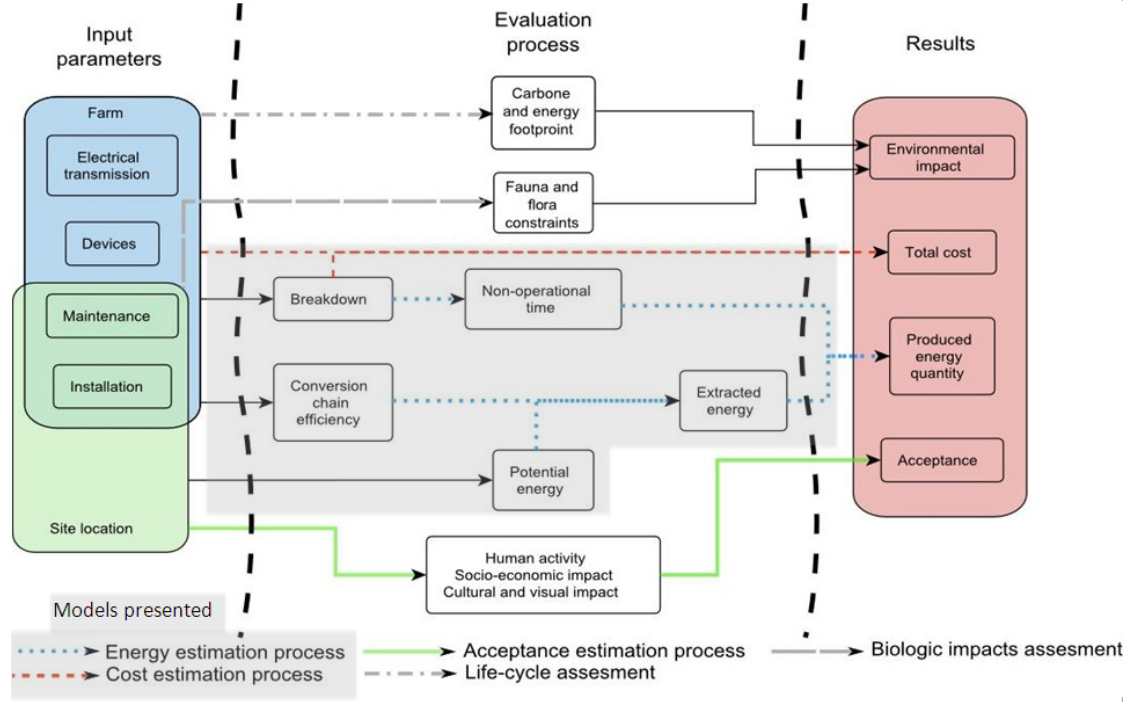 Input
parameters
Evaluation
process
Results
Farm
Electrical
transmission
Devices
Maintenance
Installation
Site location
Carbone
and energy
footproint
Fauna and
flora
constraints
Breakdown
Non-operational
time
Conversion
chain
efficiency
Extracted
energy
Potential
energy
Human activity
Socio-economic impact
Cultural and visual impact
Environmental
impact
Total cost
Produced
energy
quantity
Acceptance
Models presented
Energy estimation process
Cost estimation process
Acceptance estimation process
Life-cycle assesment
Biologic impacts assesment